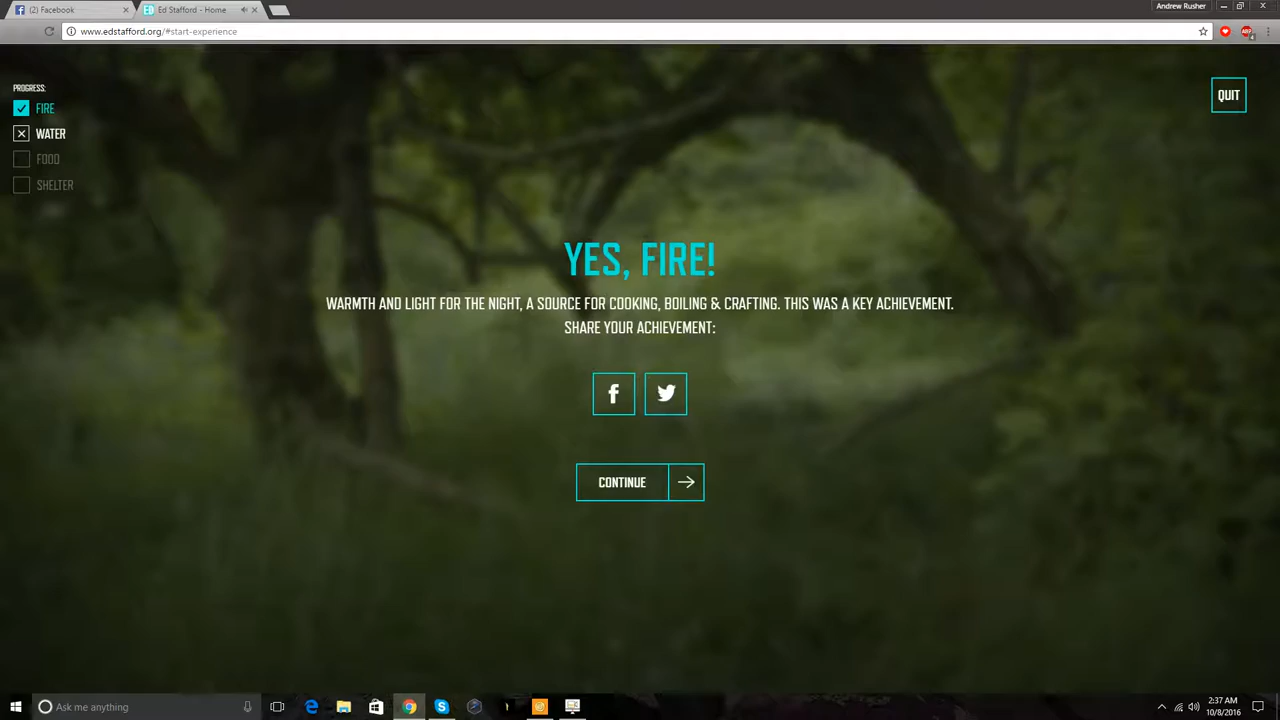 (2) Facebook
Ed Stafford - Home
Andrew Rusher
www.edstafford.org/#start-experience
PROGRESS:
FIRE
WATER
FOOD
SHELTER
QUIT
YES, FIRE!
WARMTH AND LIGHT FOR THE NIGHT, A SOURCE FOR COOKING, BOILING & CRAFTING. THIS WAS A KEY ACHIEVEMENT.
SHARE YOUR ACHIEVEMENT:
CONTINUE
Ask me anything
2:37 AM
10/8/2016